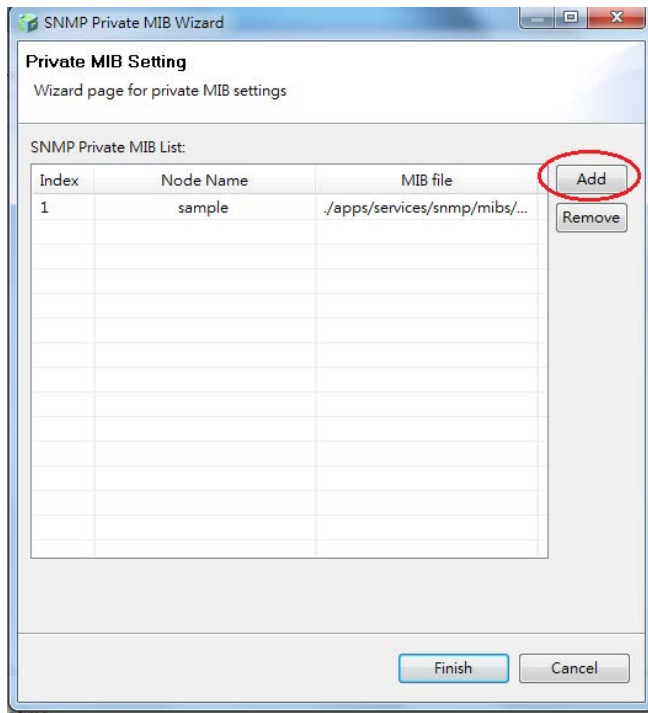 SNMP Private MIB Wizard
Private MIB Setting
Wizard page for private MIB settings
SNMP Private MIB List:
Index Node Name MIB file
1 sample ./apps/services/snmp/mibs/...
Add
Remove
Finish Cancel